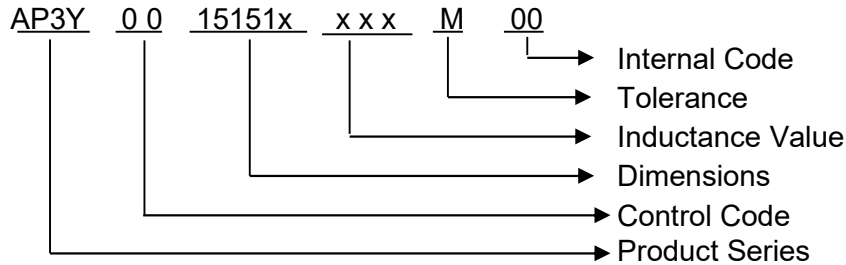 AP3Y 0 0 15151x x x x M 00
Internal Code
Tolerance
Inductance Value
Dimensions
Control Code
Product Series